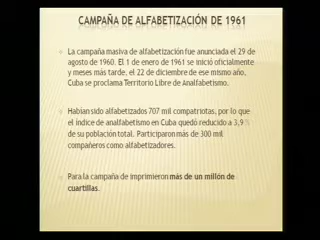 CAMPAÑA DE ALFABETIZACIÓN DE 1961
La campaña masiva de alfabetización fue anunciada el 29 de
agosto de 1960. El 1 de enero de 1961 se inició oficialmente
y meses más tarde, el 22 de diciembre de ese mismo año,
Cuba se proclama Territorio Libre de Analfabetismo.
Habían sido alfabetizados 707 mil compatriotas, por lo que
el índice de analfabetismo en Cuba quedó reducido a 3,9 %
de su población total. Participaron más de 300 mil
compañeros como alfabetizadores.
Para la campaña de imprimieron más de un millón de
cuartillas.